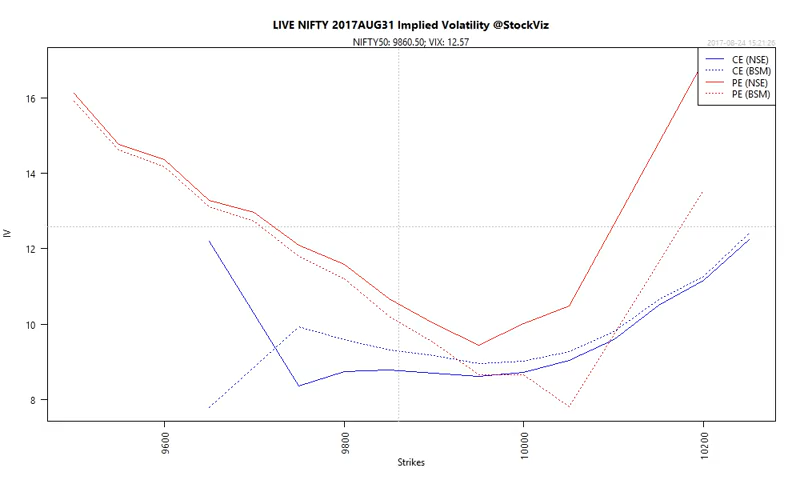 LIVE NIFTY 2017AUG31 Implied Volatility @StockViz
NIFTY50: 9860.50; VIX: 12.57
2017-08-24 15:21:26
CE (NSE)
CE (BSM)
PE (NSE)
PE (BSM)
16
14
12
10
8
IV
9600
9800
10000
10200
Strikes